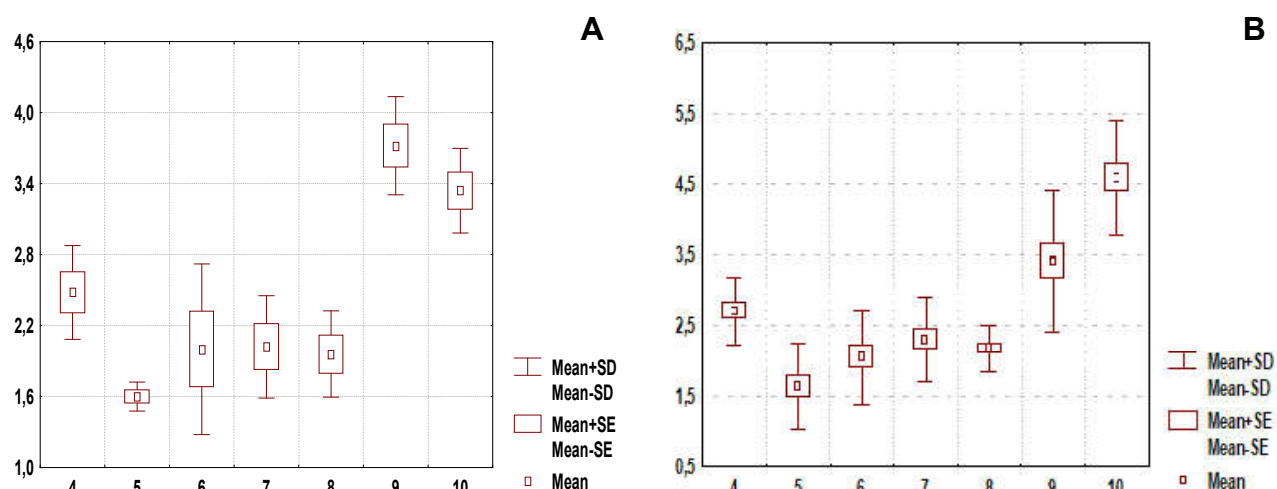 A
4,6
4,0
3,4
2,8
2,2
1,6
1,0
4 5 6 7 8 9 10
Mean+SD
Mean-SD
Mean+SE
Mean-SE
Mean
B
6,5
5,5
4,5
3,5
2,5
1,5
0,5
4 5 6 7 8 9 10
Mean+SD
Mean-SD
Mean+SE
Mean-SE
Mean